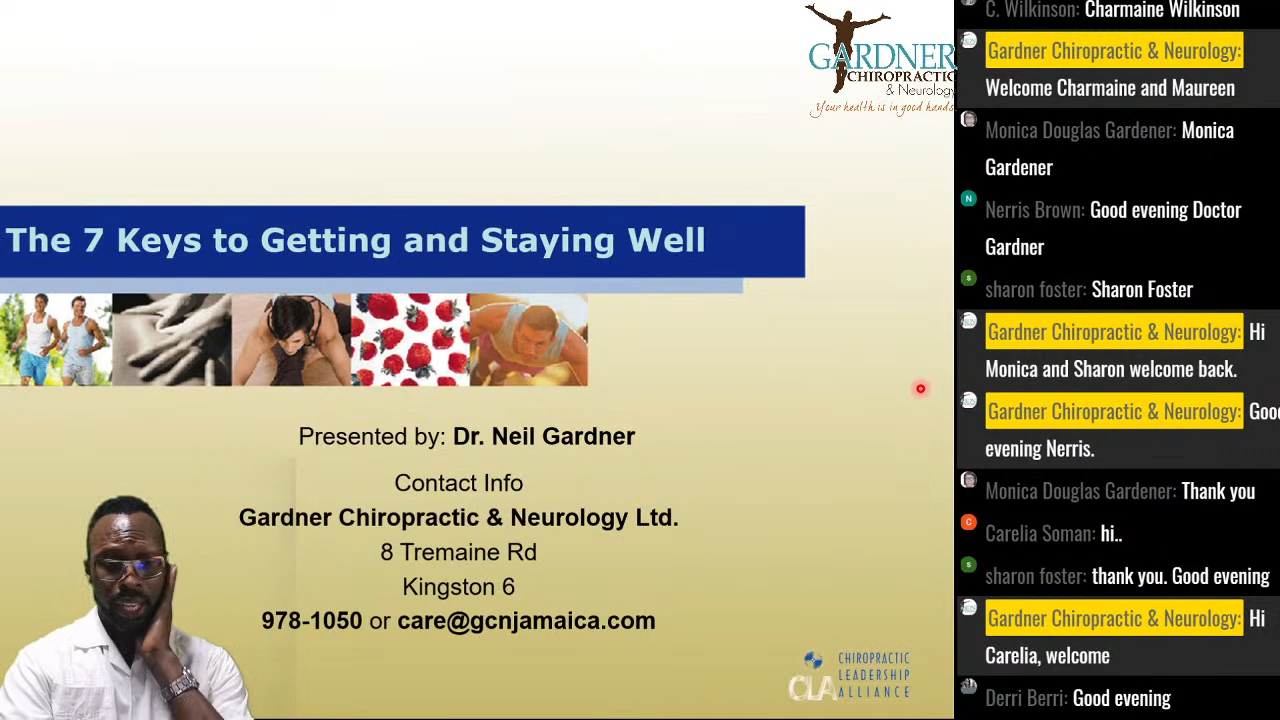 GARDNER
CHIROPRACTIC
& Neurology
Your health is in good hands
The 7 Keys to Getting and Staying Well
Presented by: Dr. Neil Gardner
Contact Info
Gardner Chiropractic & Neurology Ltd.
8 Tremaine Rd
Kingston 6
978-1050 or care@gcnjamaica.com
CLA
CHIROPRACTIC
LEADERSHIP
ALLIANCE
C. Wilkinson: Charmaine Wilkinson
Gardner Chiropractic & Neurology:
Welcome Charmaine and Maureen
Monica Douglas Gardener: Monica
Gardener
N
Nerris Brown: Good evening Doctor
Gardner
s
sharon foster: Sharon Foster
Gardner Chiropractic & Neurology: Hi
Monica and Sharon welcome back.
Gardner Chiropractic & Neurology: Goo
evening Nerris.
Monica Douglas Gardener: Thank you
C
Carelia Soman: hi..
s
sharon foster: thank you. Good evening
Gardner Chiropractic & Neurology: Hi
Carelia, welcome
Derri Berri: Good evening